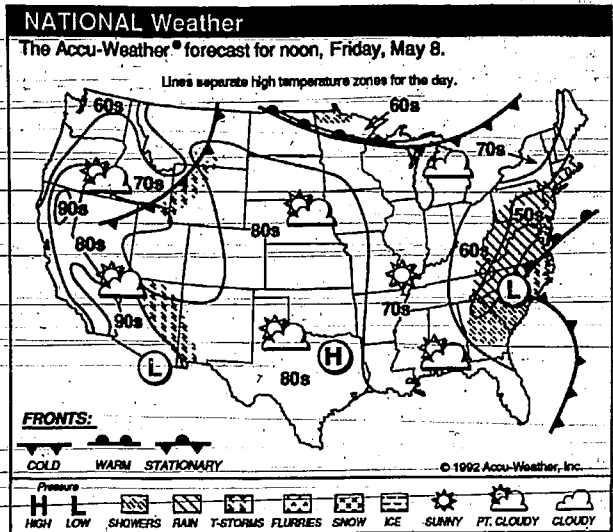 NATIONAL Weather
The Accu-Weather® forecast for noon, Friday, May 8.
Lines separate high temperature zones for the day.
60s
60s
70s
70s
90s
50s
80s
80s
60s
L
70s
90s
L
H
80s
FRONTS:
COLD WARM STATIONARY
© 1992 Accu-Weather, Inc.
Pressure
H L
HIGH LOW SHOWERS RAIN T-STORMS FLURRIES SNOW ICE SUNNY PT. CLOUDY CLOUDY